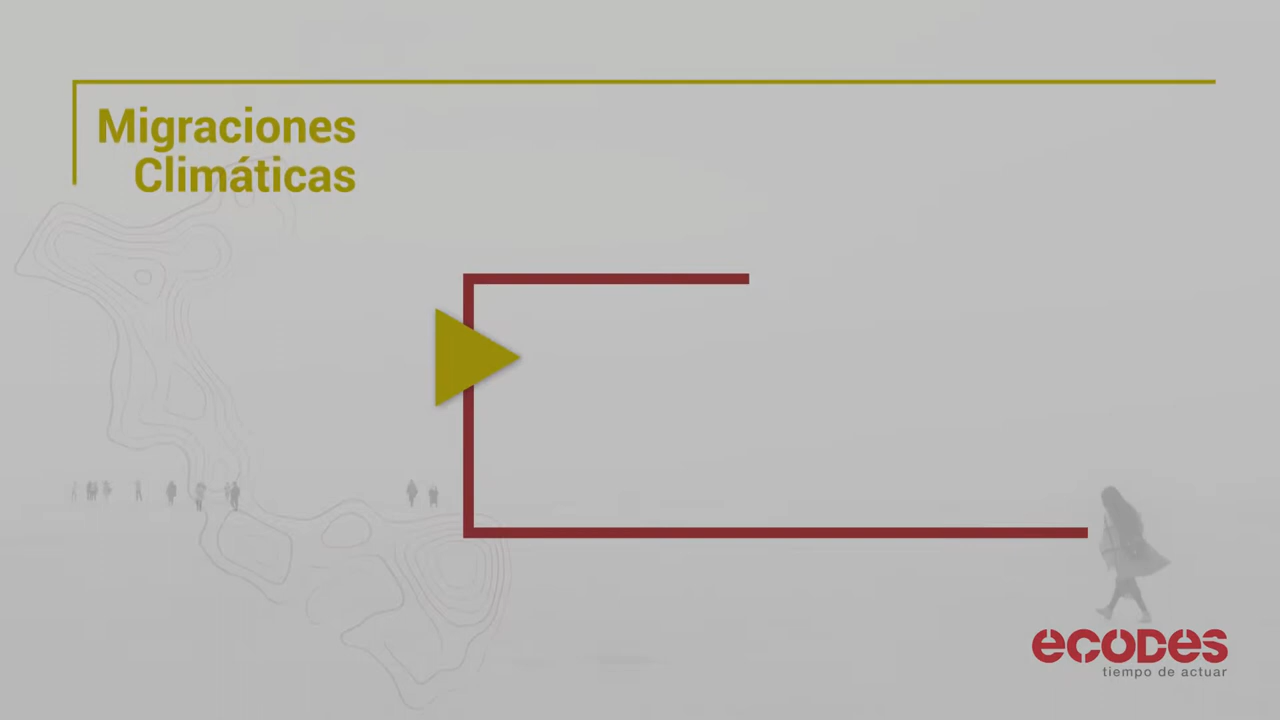 Migraciones
Climáticas
ecodes
tiempo de actuar